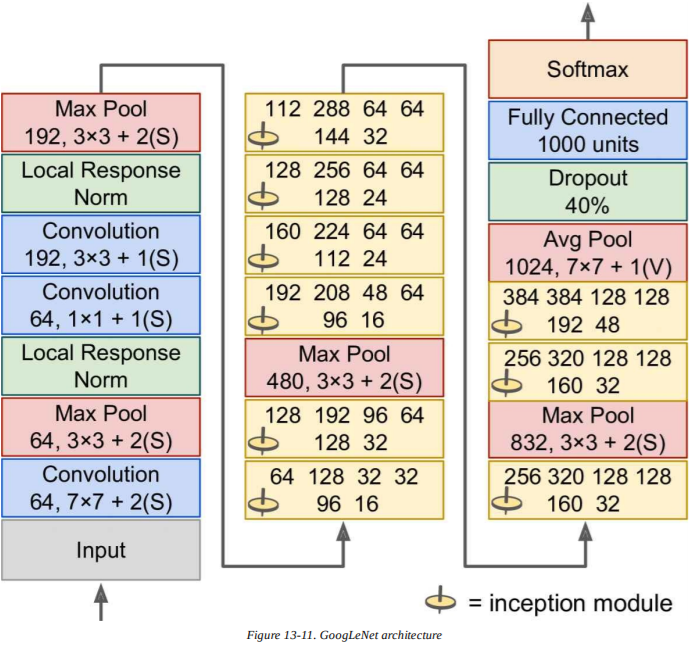 Max Pool
192, 3×3 + 2(S)
Local Response
Norm
Convolution
192, 3×3 + 1(S)
Convolution
64, 1×1 + 1(S)
Local Response
Norm
Max Pool
64, 3×3 + 2(S)
Convolution
64, 7×7 + 2(S)
Input
112 288 64 64
144 32
128 256 64 64
128 24
160 224 64 64
112 24
192 208 48 64
96 16
Max Pool
480, 3×3 + 2(S)
128 192 96 64
128 32
64 128 32 32
96 16
Softmax
Fully Connected
1000 units
Dropout
40%
Avg Pool
1024, 7×7 + 1(V)
384 384 128 128
192 48
256 320 128 128
160 32
Max Pool
832, 3×3 + 2(S)
256 320 128 128
160 32
= inception module
Figure 13-11. GoogLeNet architecture